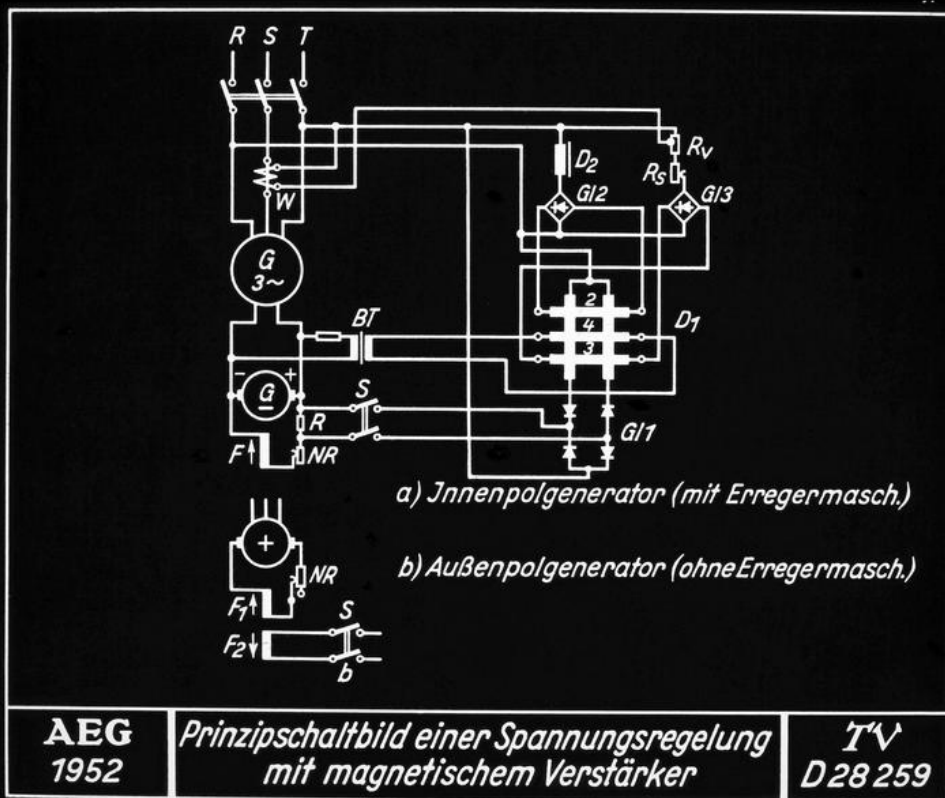 R S T
W
D2
RV
RS
Gl2
Gl3
G
3~
BT
2
4
3
D1
- +
G
S
R
Gl1
F
NR
a) Jnnenpolgenerator (mit Erregermasch.)
+
NR
b) Außenpolgenerator (ohne Erregermasch.)
F1
S
F2
b
AEG
1952
Prinzipschaltbild einer Spannungsregelung
mit magnetischem Verstärker
TV
D 28 259